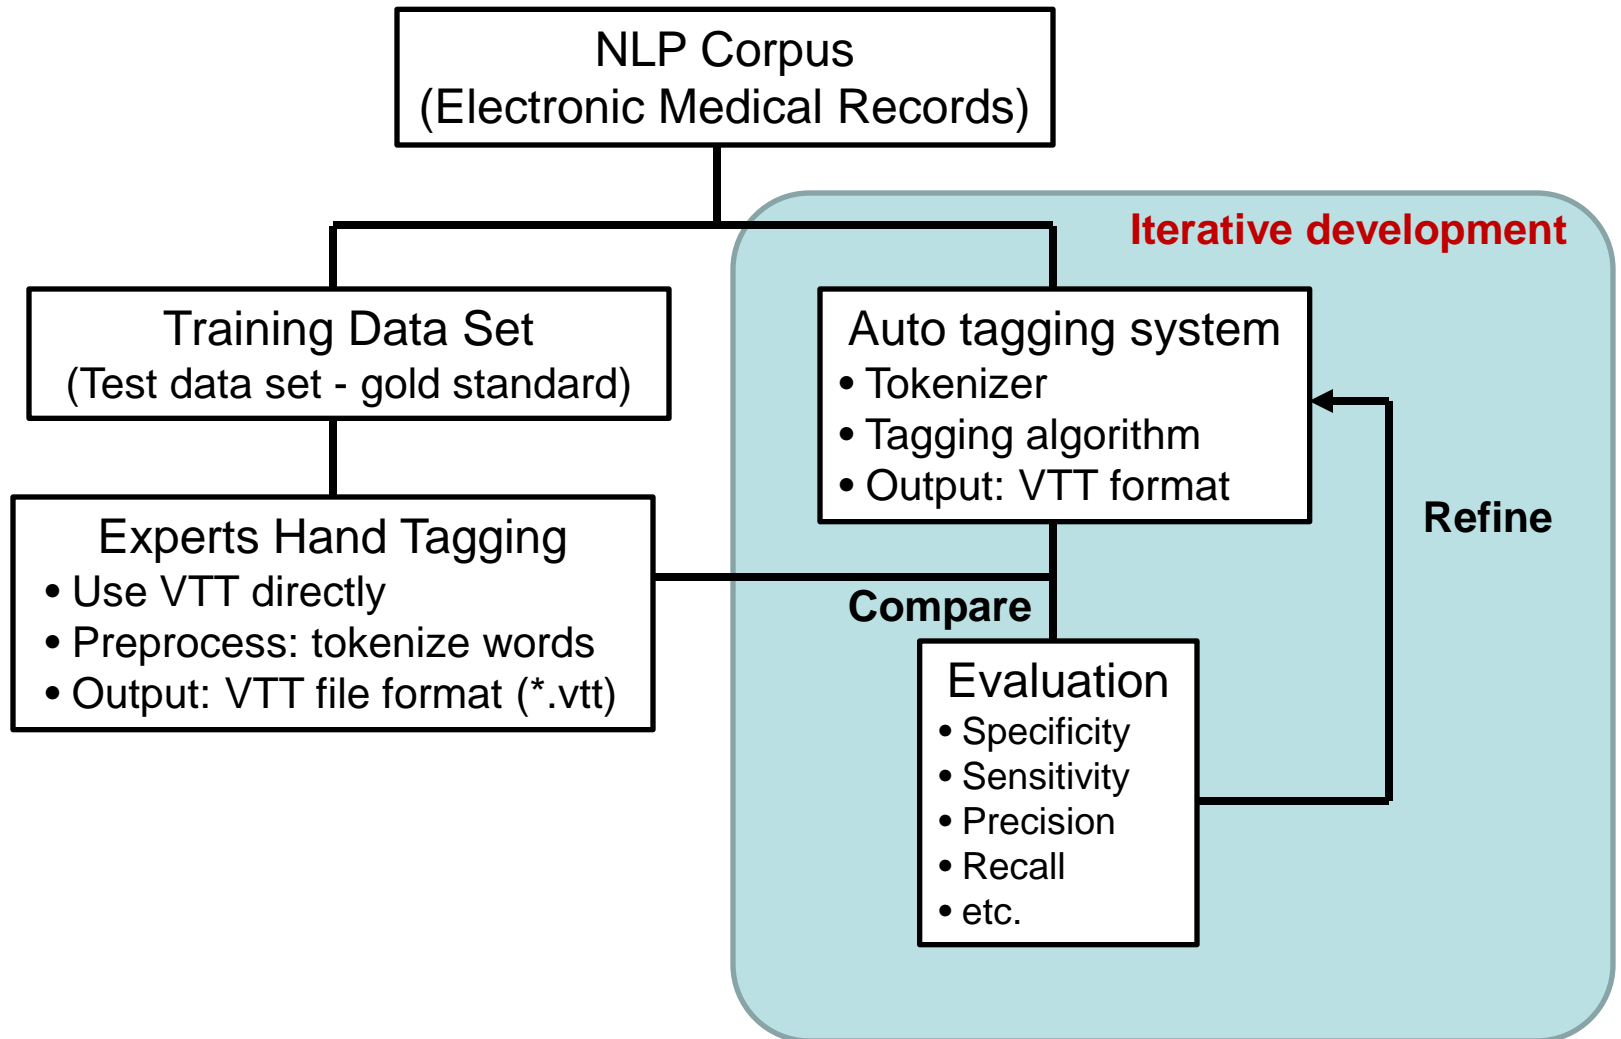 NLP Corpus
(Electronic Medical Records)
Iterative development
Training Data Set
(Test data set - gold standard)
Auto tagging system
• Tokenizer
• Tagging algorithm
• Output: VTT format
Refine
Experts Hand Tagging
• Use VTT directly
• Preprocess: tokenize words
• Output: VTT file format (*.vtt)
Compare
Evaluation
• Specificity
• Sensitivity
• Precision
• Recall
• etc.